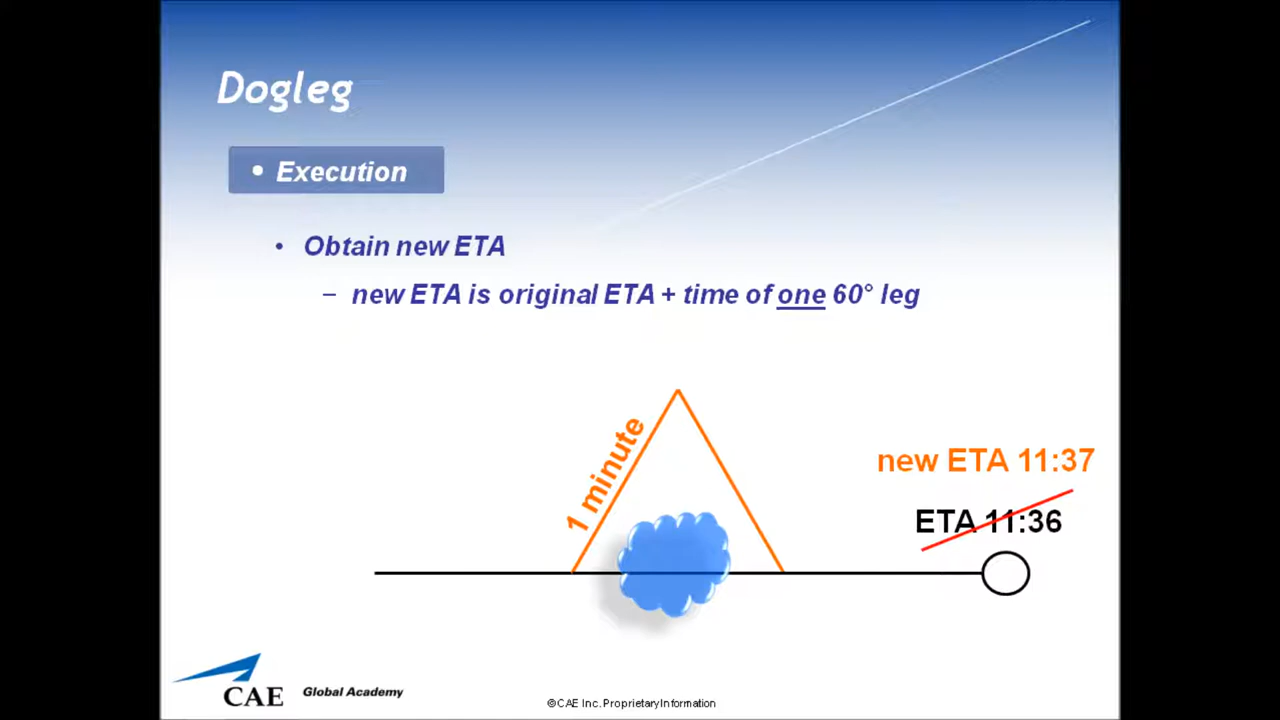 Dogleg
• Execution
• Obtain new ETA
– new ETA is original ETA + time of one 60° leg
1 minute
new ETA 11:37
ETA 11:36
CAE Global Academy
©CAE Inc. Proprietary Information